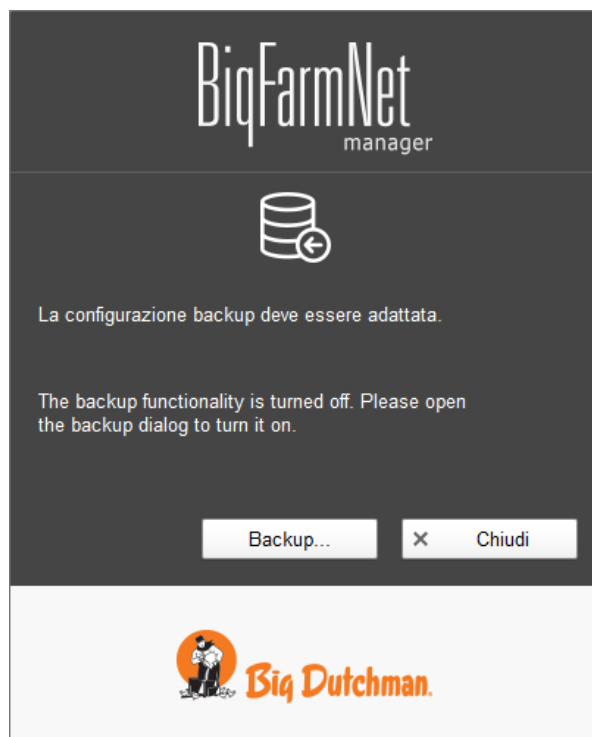 BigFarmNet
manager
La configurazione backup deve essere adattata.
The backup functionality is turned off. Please open
the backup dialog to turn it on.
Backup...
Chiudi
Big Dutchman.